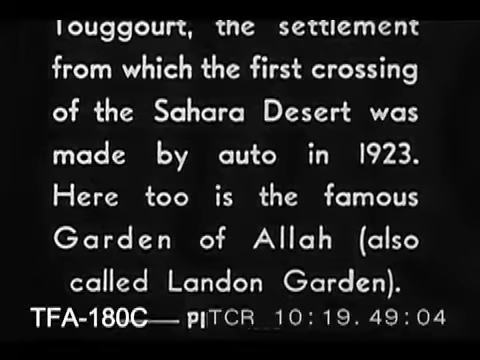 Touggourt, the settlement
from which the first crossing
of the Sahara Desert was
made by auto in 1923.
Here too is the famous
Garden of Allah (also
called Landon Garden).
TFA-180C TCR 10:19.49:04